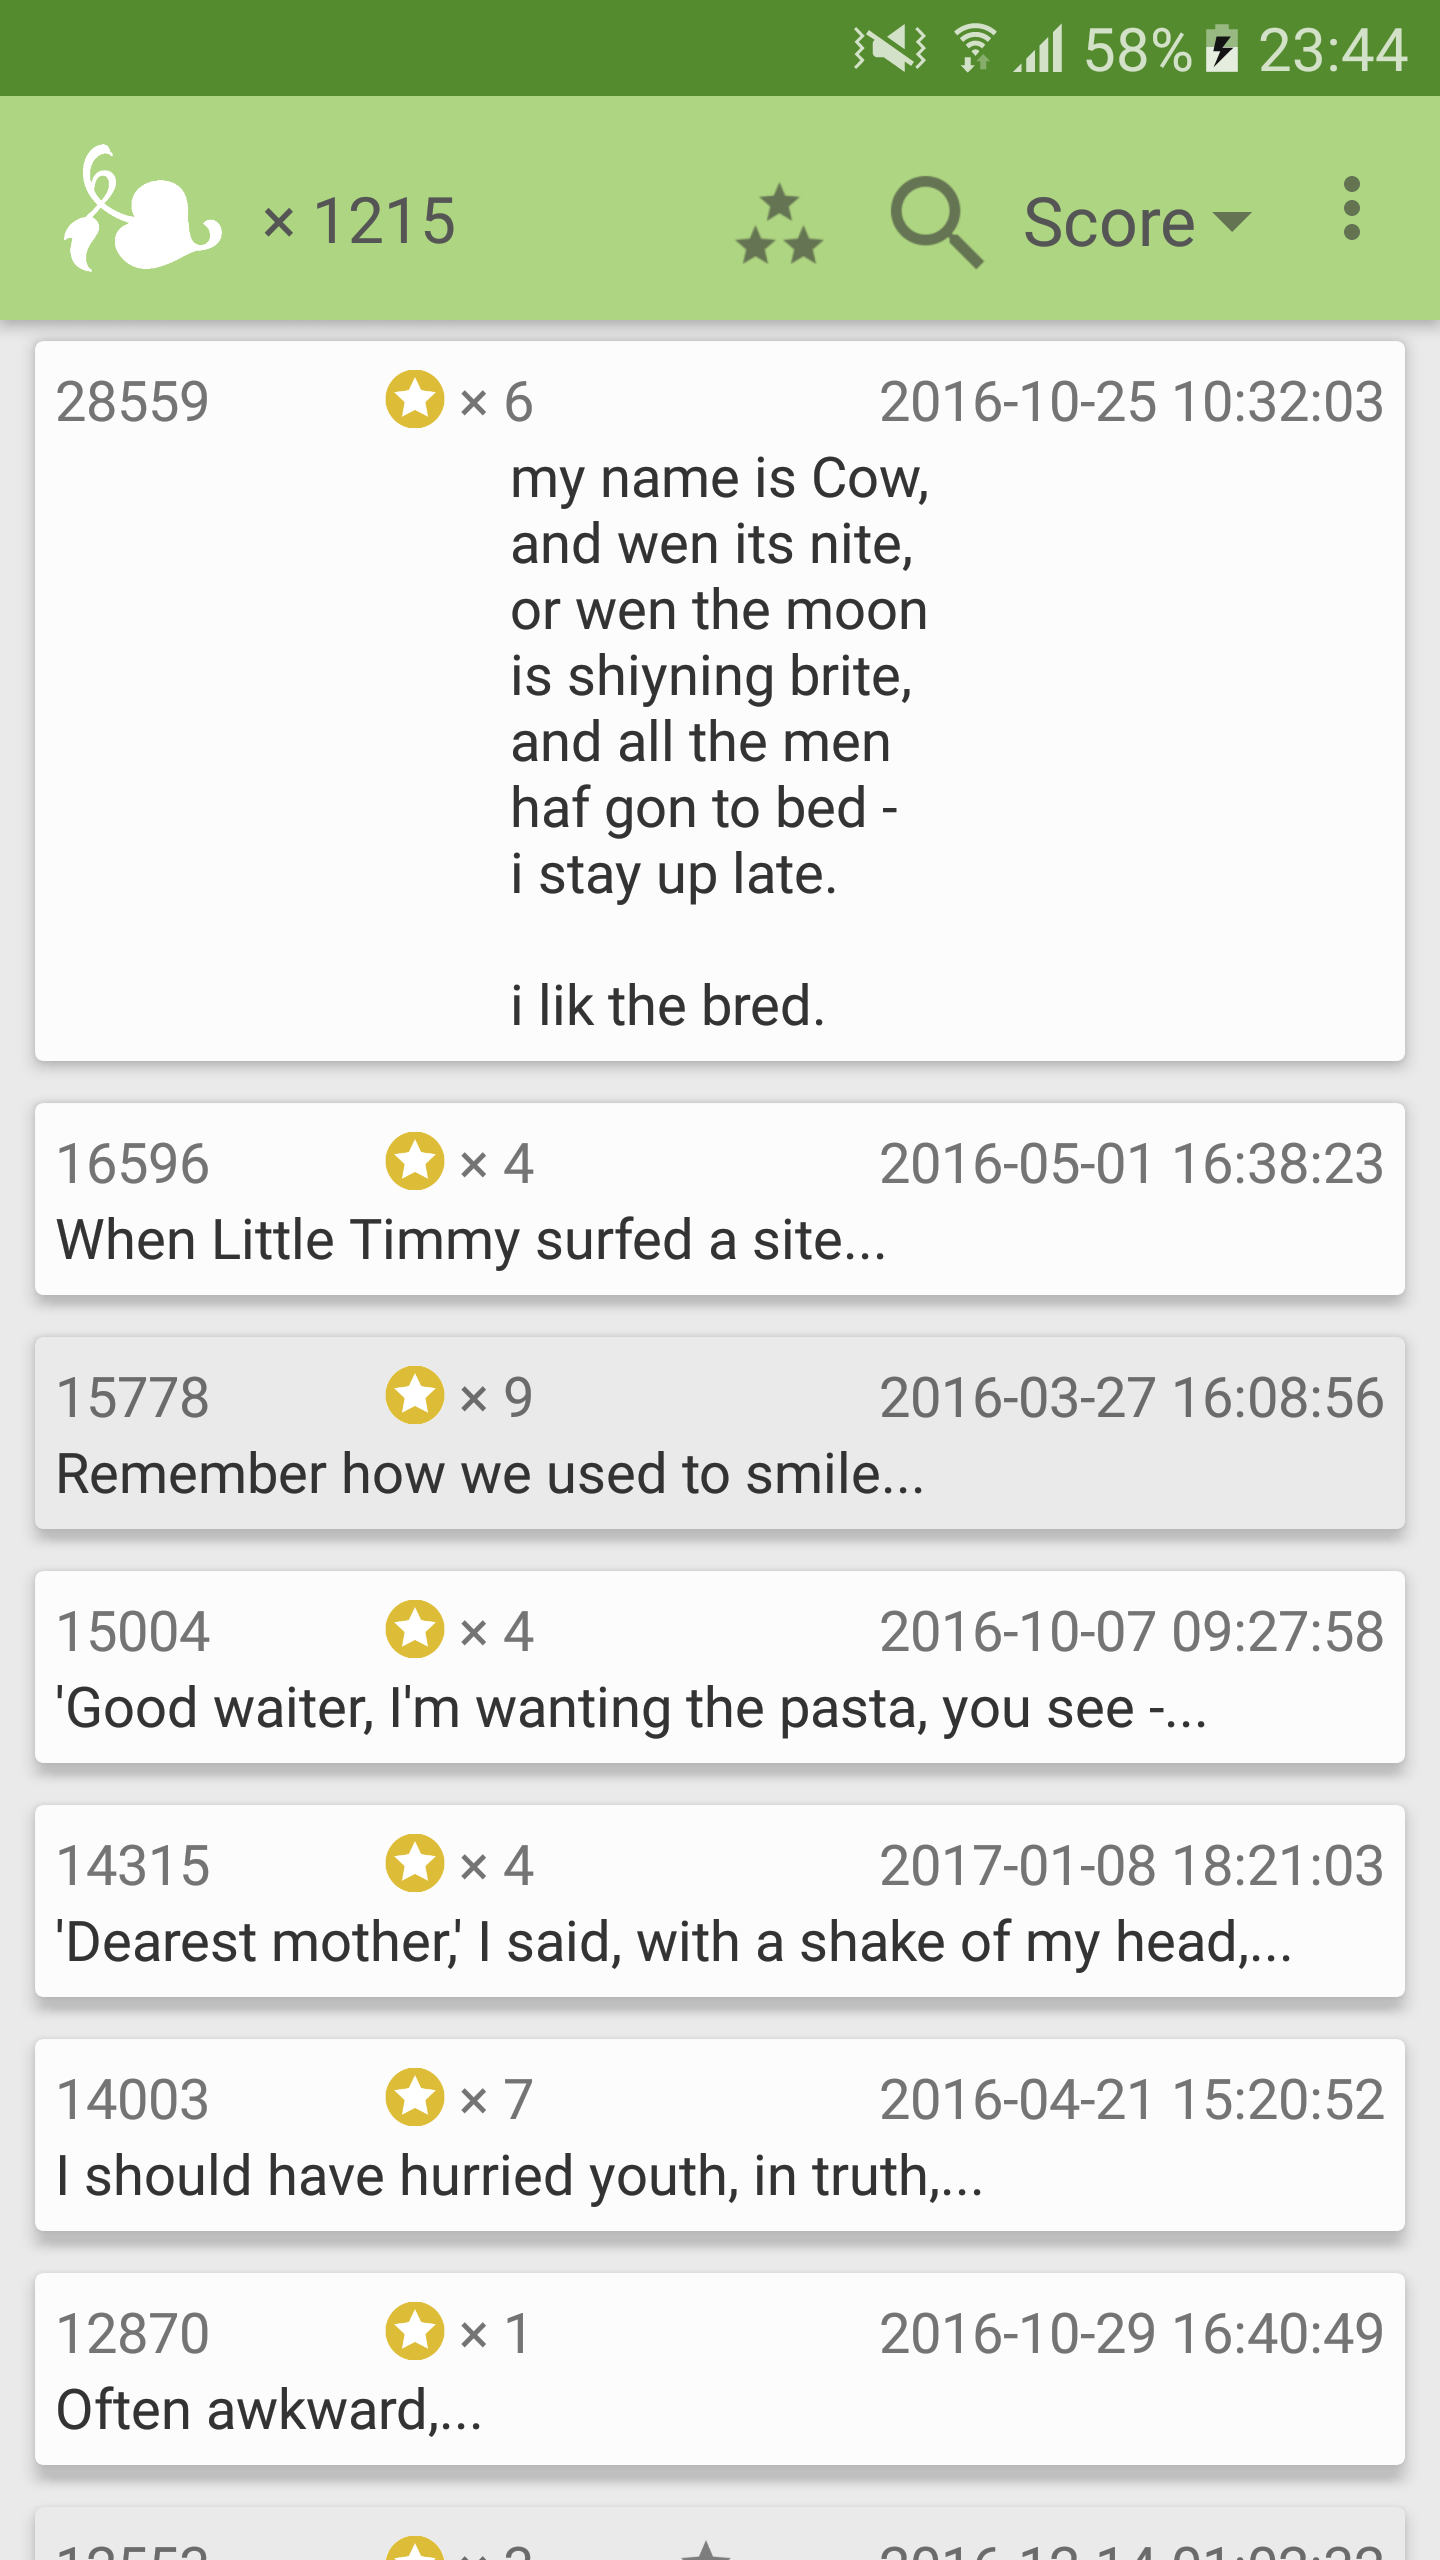 58% 23:44
× 1215 Score
28559 × 6 2016-10-25 10:32:03
my name is Cow,
and wen its nite,
or wen the moon
is shiyning brite,
and all the men
haf gon to bed -
i stay up late.
i lik the bred.
16596 × 4 2016-05-01 16:38:23
When Little Timmy surfed a site...
15778 × 9 2016-03-27 16:08:56
Remember how we used to smile...
15004 × 4 2016-10-07 09:27:58
'Good waiter, I'm wanting the pasta, you see -...
14315 × 4 2017-01-08 18:21:03
'Dearest mother,' I said, with a shake of my head,...
14003 × 7 2016-04-21 15:20:52
I should have hurried youth, in truth,...
12870 × 1 2016-10-29 16:40:49
Often awkward,...